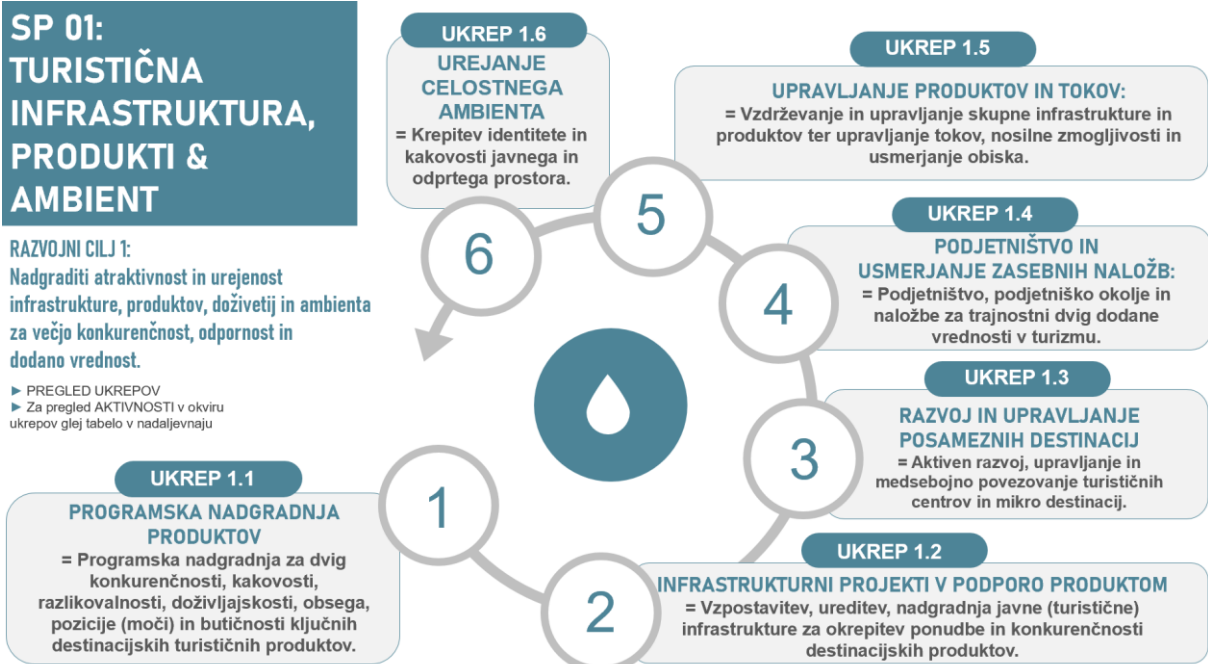 SP 01:
TURISTIČNA
INFRASTRUKTURA,
PRODUKTI &
AMBIENT
RAZVOJNI CILJ 1:
Nadgraditi atraktivnost in urejenost
infrastrukture, produktov, doživetij in ambienta
za večjo konkurenčnost, odpornost in
dodano vrednost.
► PREGLED UKREPOV
► Za pregled AKTIVNOSTI v okviru
ukrepov glej tabelo v nadaljevnaju
UKREP 1.1
PROGRAMSKA NADGRADNJA
PRODUKTOV
= Programska nadgradnja za dvig
konkurenčnosti, kakovosti,
razlikovalnosti, doživljajskosti, obsega,
pozicije (moči) in butičnosti ključnih
destinacijskih turističnih produktov.
1
UKREP 1.2
INFRASTRUKTURNI PROJEKTI V PODPORO PRODUKTOM
= Vzpostavitev, ureditev, nadgradnja javne (turistične)
infrastrukture za okrepitev ponudbe in konkurenčnosti
destinacijskih produktov.
2
UKREP 1.3
RAZVOJ IN UPRAVLJANJE
POSAMEZNIH DESTINACIJ
= Aktiven razvoj, upravljanje in
medsebojno povezovanje turističnih
centrov in mikro destinacij.
3
UKREP 1.4
PODJETNIŠTVO IN
USMERJANJE ZASEBNIH NALOŽB:
= Podjetništvo, podjetniško okolje in
naložbe za trajnostni dvig dodane
vrednosti v turizmu.
4
UKREP 1.5
UPRAVLJANJE PRODUKTOV IN TOKOV:
= Vzdrževanje in upravljanje skupne infrastrukture in
produktov ter upravljanje tokov, nosilne zmogljivosti in
usmerjanje obiska.
5
UKREP 1.6
UREJANJE
CELOSTNEGA
AMBIENTA
= Krepitev identitete in
kakovosti javnega in
odprtega prostora.
6